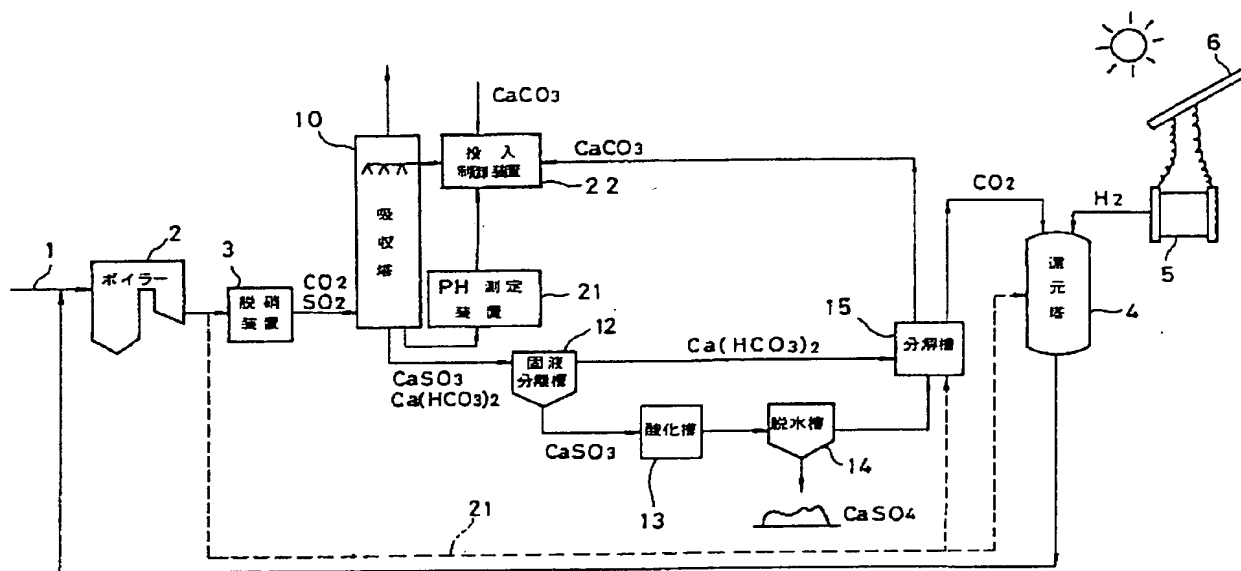 6
CaCO3
10
投入
制御装置
CaCO3
22
CO2
H2
吸収塔
1
2
ボイラー
3
脱硝
装置
CO2
SO2
PH測定
装置
21
還元塔
5
4
12
15
固液
分離槽
Ca(HCO3)2
分解槽
CaSO3
Ca(HCO3)2
CaSO3
酸化槽
脱水槽
14
13
CaSO4
21